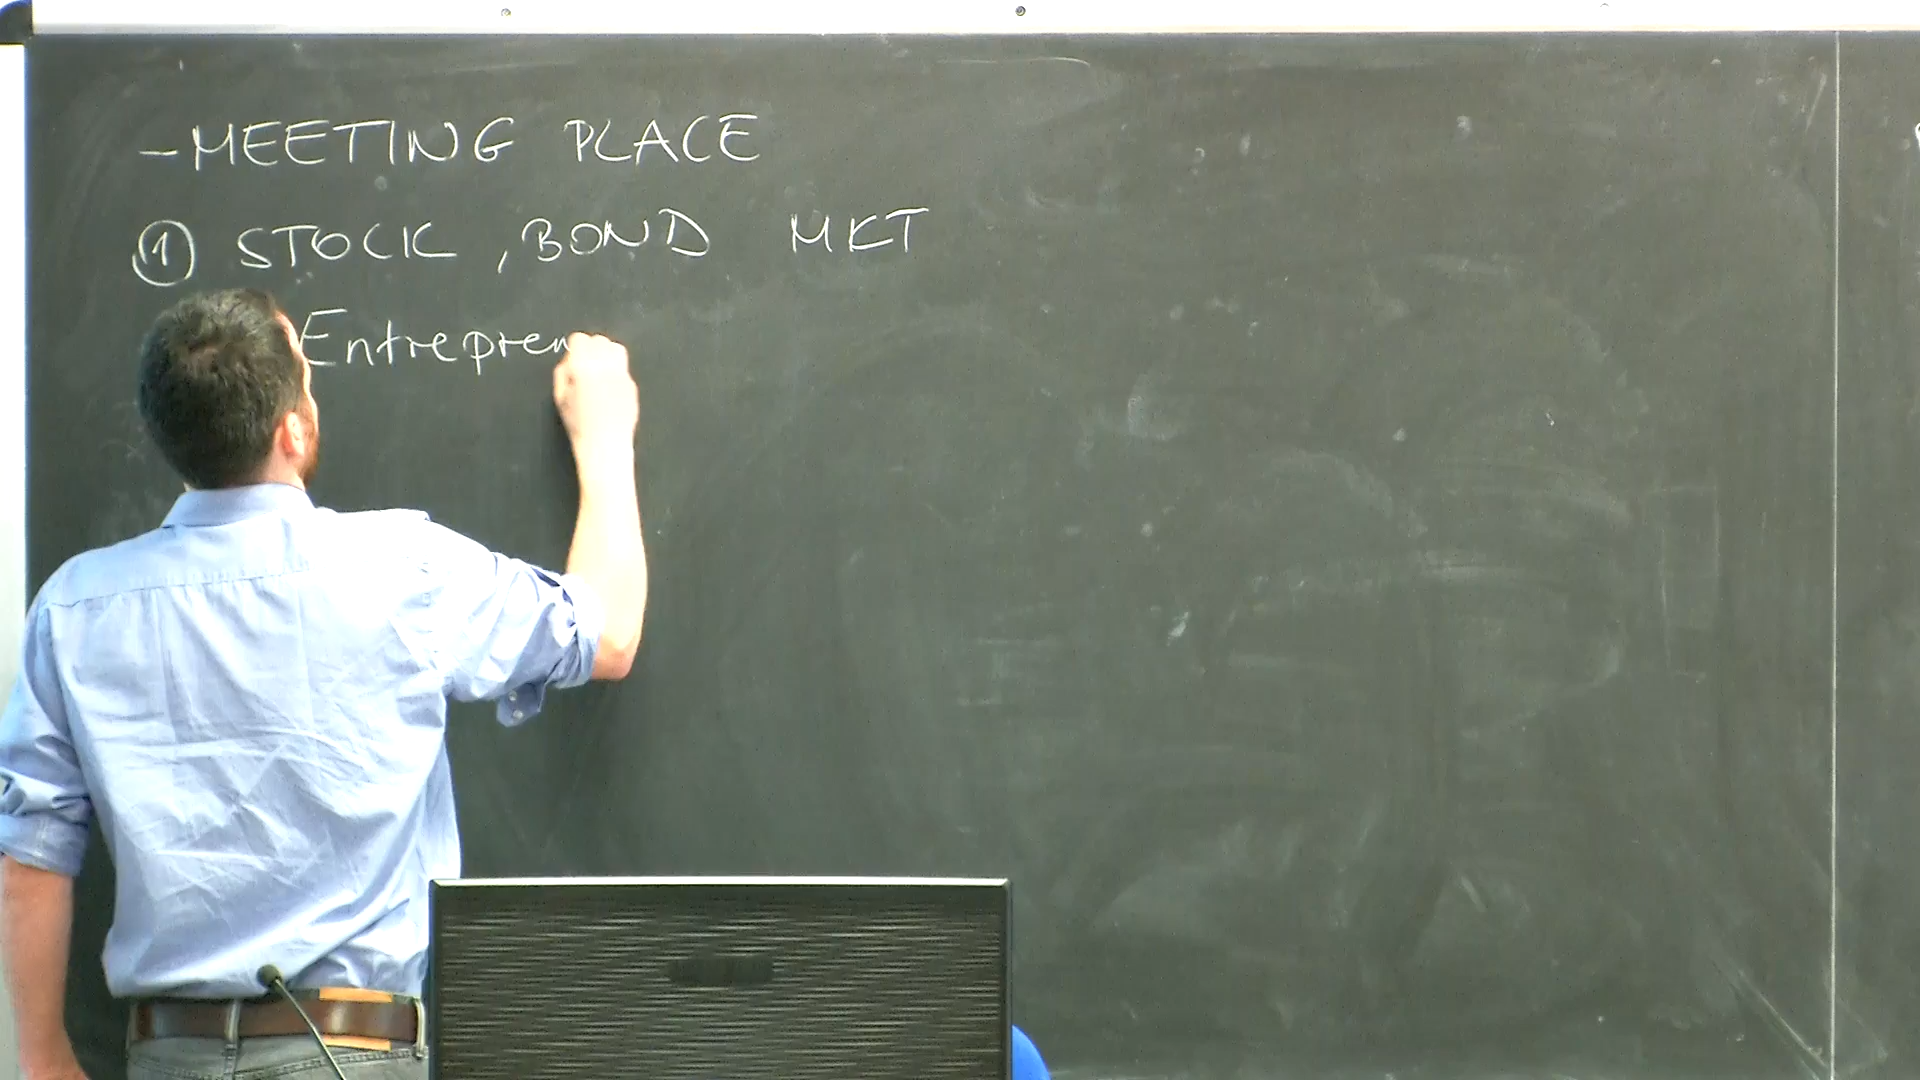 - MEETING PLACE
① STOCK, BOND MKT
Entrepren